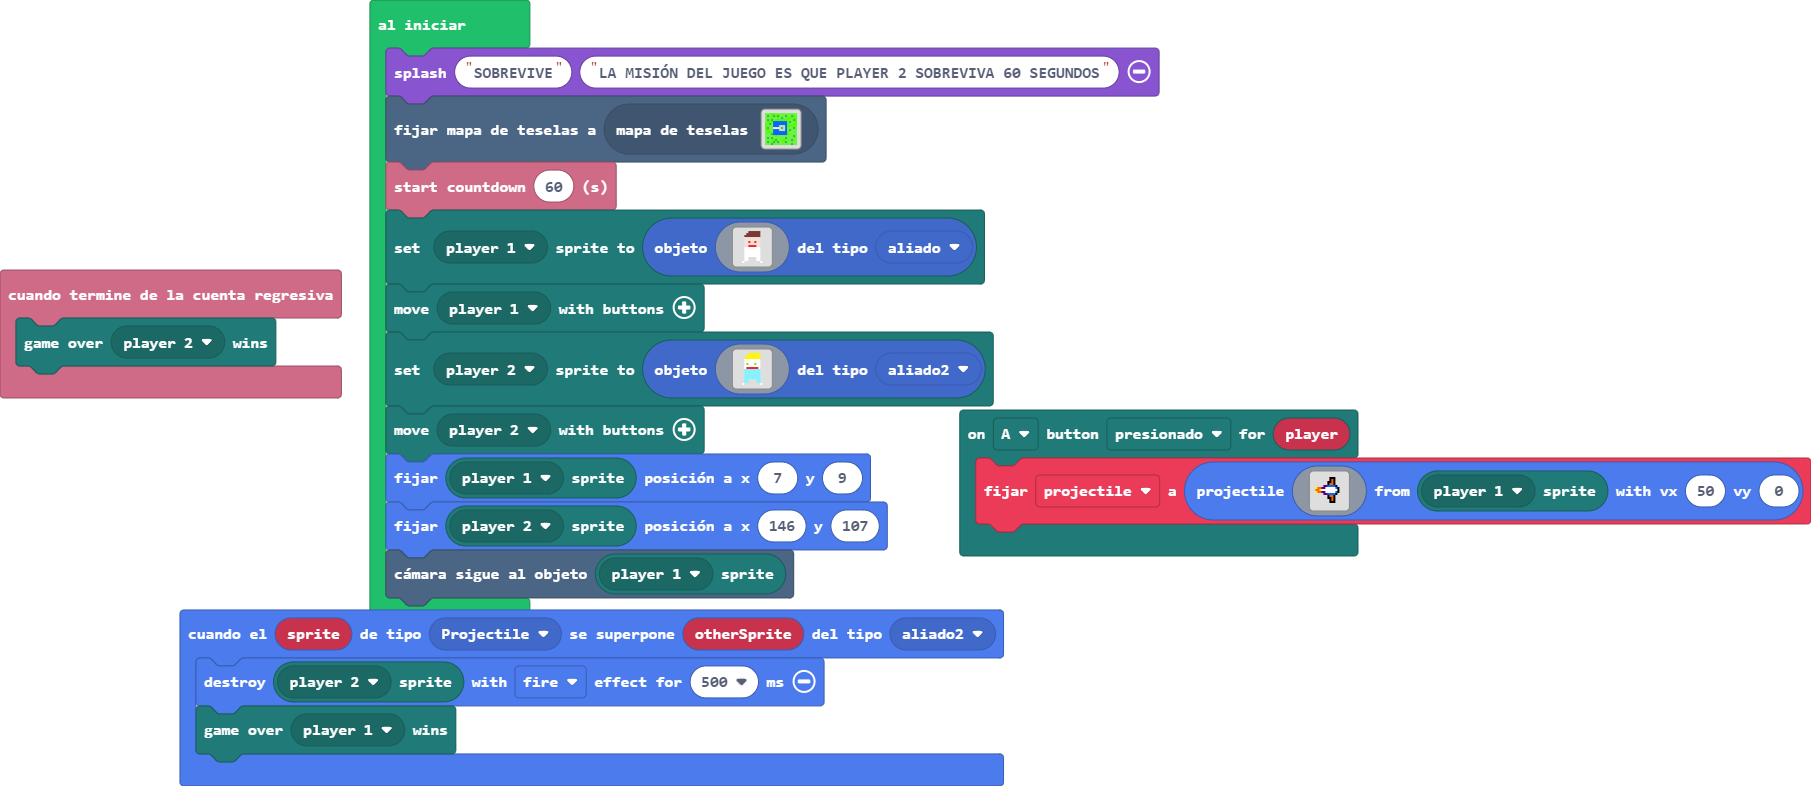 al iniciar
splash "SOBREVIVE" "LA MISIÓN DEL JUEGO ES QUE PLAYER 2 SOBREVIVA 60 SEGUNDOS"
fijar mapa de teselas a mapa de teselas
start countdown 60 (s)
set player 1 sprite to objeto del tipo aliado
move player 1 with buttons
set player 2 sprite to objeto del tipo aliado2
move player 2 with buttons
fijar player 1 sprite posición a x 7 y 9
fijar player 2 sprite posición a x 146 y 107
cámara sigue al objeto player 1 sprite
cuando termine de la cuenta regresiva
game over player 2 wins
on A button presionado for player
fijar projectile a projectile from player 1 sprite with vx 50 vy 0
cuando el sprite de tipo Projectile se superpone otherSprite del tipo aliado2
destroy player 2 sprite with fire effect for 500 ms
game over player 1 wins